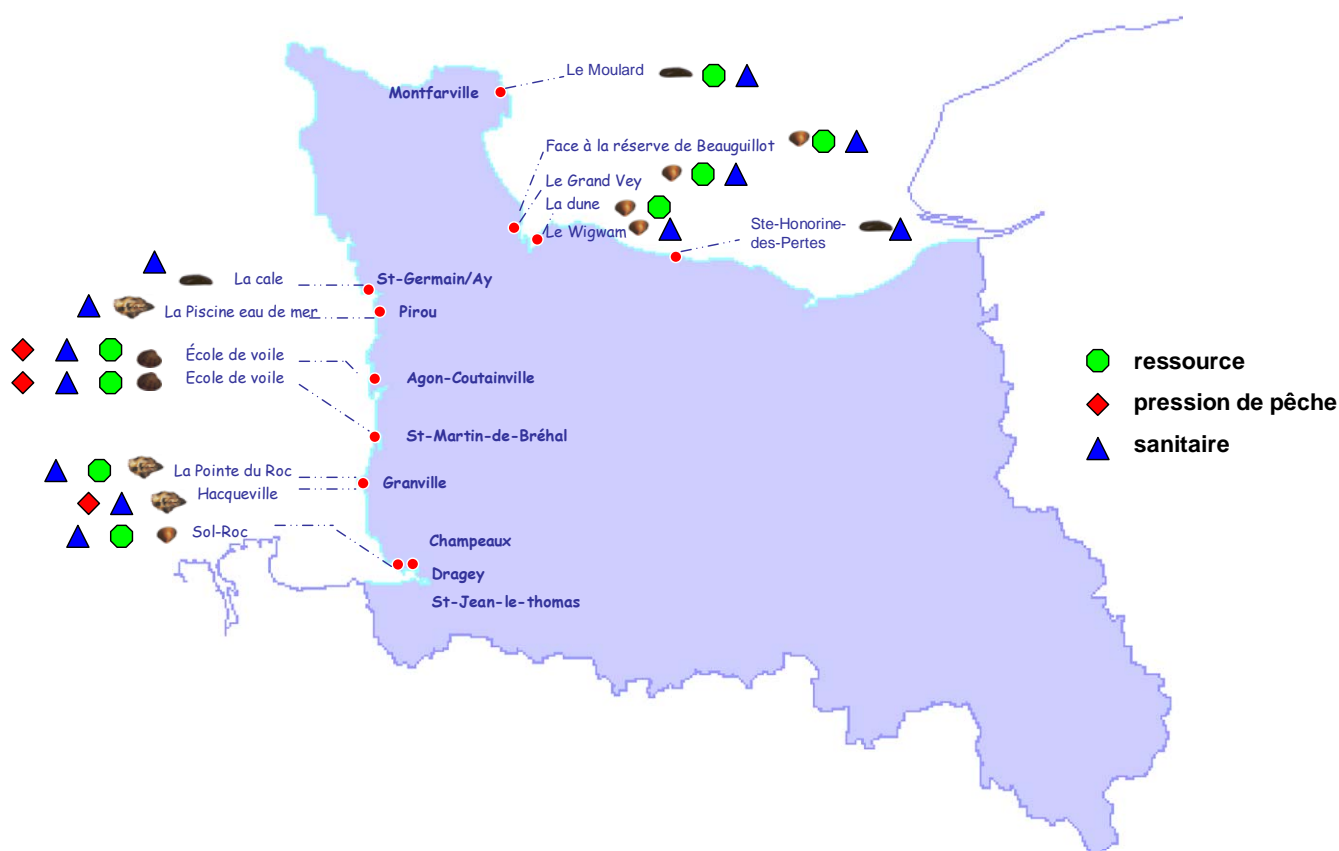 Le Moulard
Montfarville
Face à la réserve de Beauguillot
Le Grand Vey
La dune
Le Wigwam
Ste-Honorine-
des-Pertes
La cale
St-Germain/Ay
La Piscine eau de mer
Pirou
École de voile
Ecole de voile
Agon-Coutainville
St-Martin-de-Bréhal
La Pointe du Roc
Hacqueville
Granville
Sol-Roc
Champeaux
Dragey
St-Jean-le-thomas
ressource
pression de pêche
sanitaire